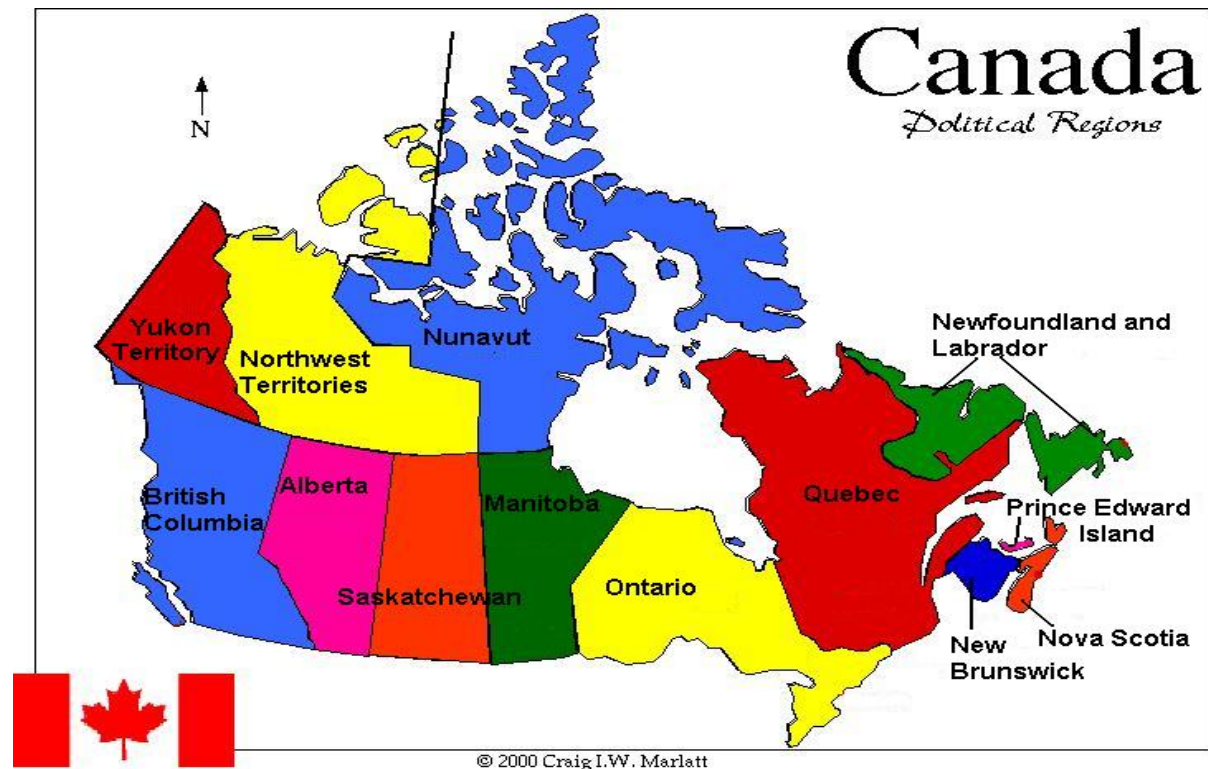 Canada
Political Regions
N
Yukon
Territory
Northwest
Territories
Nunavut
Newfoundland and
Labrador
British
Columbia
Alberta
Saskatchewan
Manitoba
Ontario
Quebec
Prince Edward
Island
Nova Scotia
New
Brunswick
© 2000 Craig I.W. Marlatt